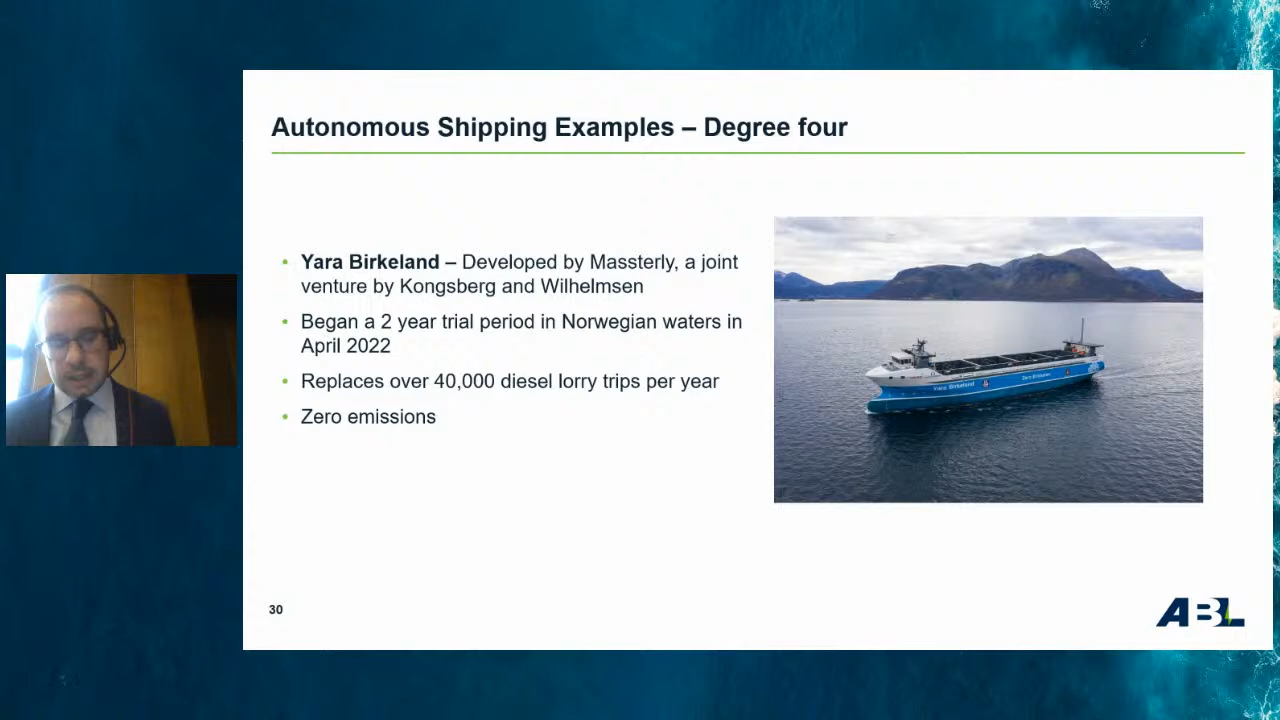 Autonomous Shipping Examples – Degree four
• Yara Birkeland – Developed by Massterly, a joint
venture by Kongsberg and Wilhelmsen
• Began a 2 year trial period in Norwegian waters in
April 2022
• Replaces over 40,000 diesel lorry trips per year
• Zero emissions
Yara Birkeland
30
ABL